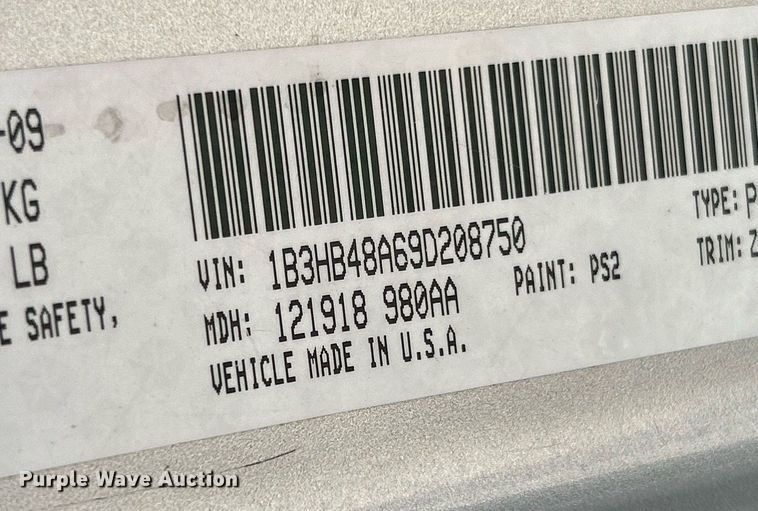 -09
KG
LB
E SAFETY,
VIN: 1B3HB48A69D208750
TYPE: P
MDH: 121918 980AA
PAINT: PS2
TRIM: Z
VEHICLE MADE IN U.S.A.
Purple Wave Auction